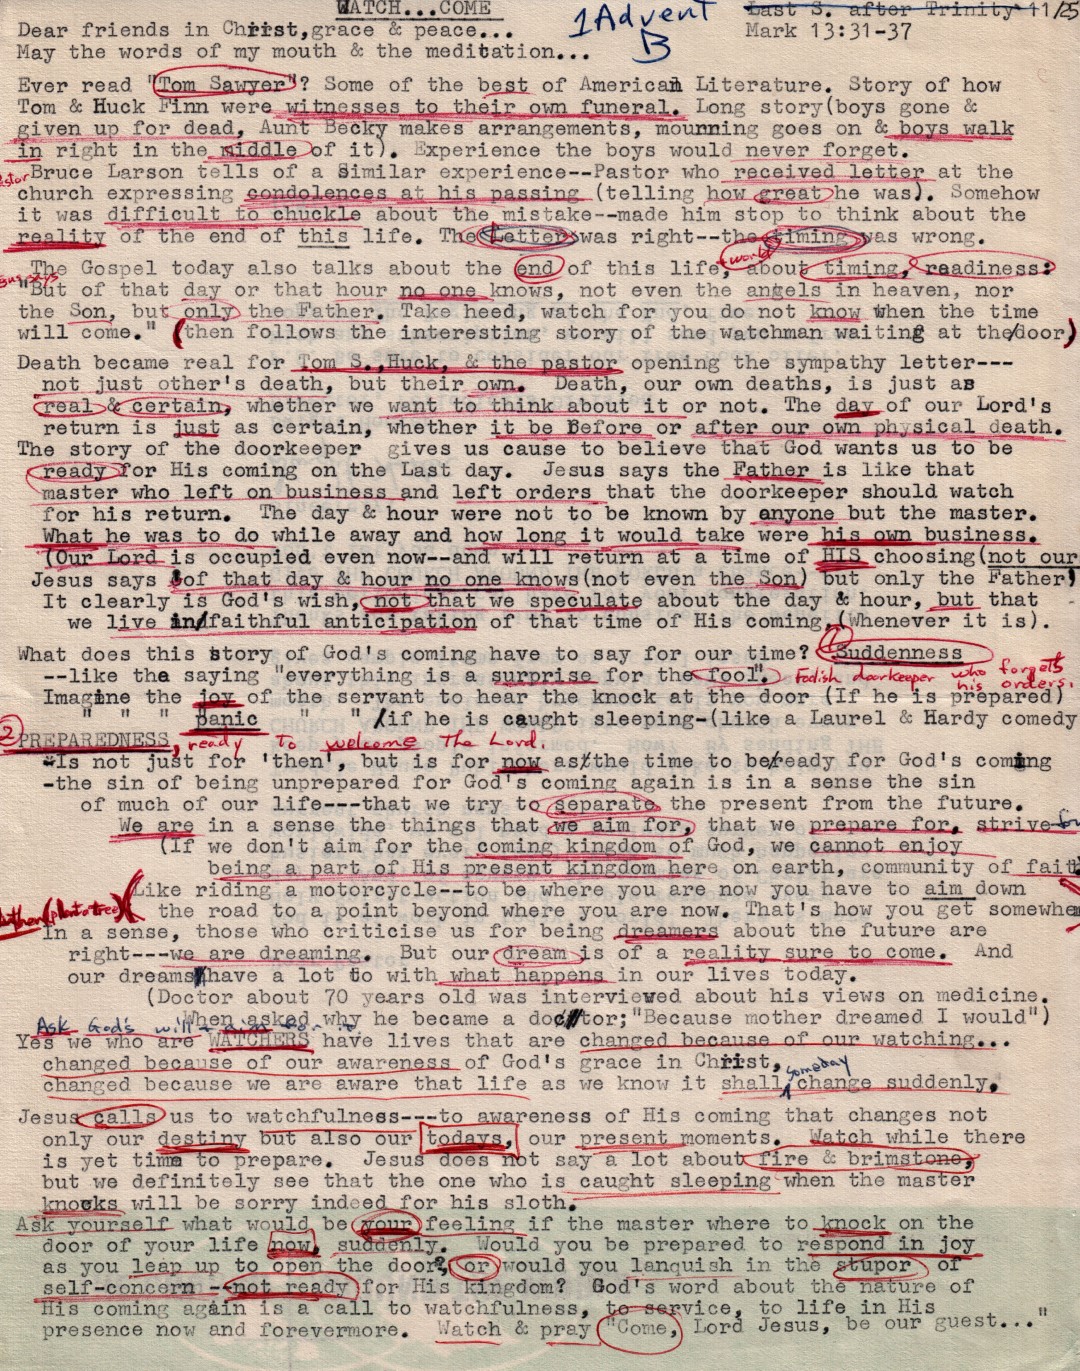 WATCH...COME
1 Advent
B
Last S. after Trinity 11/25
Dear friends in Christ,grace & peace...
Mark 13:31-37
May the words of my mouth & the meditation...
Ever read "Tom Sawyer"? Some of the best of American Literature. Story of how
Tom & Huck Finn were witnesses to their own funeral. Long story(boys gone &
given up for dead, Aunt Becky makes arrangements, mourning goes on & boys walk
in right in the middle of it). Experience the boys would never forget.
Bruce Larson tells of a Similar experience--Pastor who received letter at the
church expressing condolences at his passing (telling how great he was). Somehow
it was difficult to chuckle about the mistake--made him stop to think about the
reality of the end of this life. The Letter was right--the timing was wrong.
(world)
The Gospel today also talks about the end of this life, about timing, readiness:
"But of that day or that hour no one knows, not even the angels in heaven, nor
the Son, but only the Father. Take heed, watch for you do not know when the time
will come." (then follows the interesting story of the watchman waiting at the/door)
Death became real for Tom S.,Huck, & the pastor opening the sympathy letter---
not just other's death, but their own. Death, our own deaths, is just as
real & certain, whether we want to think about it or not. The day of our Lord's
return is just as certain, whether it be Before or after our own physical death.
The story of the doorkeeper gives us cause to believe that God wants us to be
ready for His coming on the Last day. Jesus says the Father is like that
master who left on business and left orders that the doorkeeper should watch
for his return. The day & hour were not to be known by anyone but the master.
What he was to do while away and how long it would take were his own business.
(Our Lord is occupied even now--and will return at a time of HIS choosing(not our
Jesus says of that day & hour no one knows(not even the Son) but only the Father)
It clearly is God's wish, not that we speculate about the day & hour, but that
we live in/faithful anticipation of that time of His coming.(Whenever it is).
What does this story of God's coming have to say for our time? 1 Suddenness
--like the saying "everything is a surprise for the fool". Foolish doorkeeper who forgets his orders.
Imagine the joy of the servant to hear the knock at the door (If he is prepared)
" " " panic " " /if he is caught sleeping-(like a Laurel & Hardy comedy
2 PREPAREDNESS, ready to welcome The Lord.
-Is not just for 'then', but is for now as/the time to be/ready for God's coming
-the sin of being unprepared for God's coming again is in a sense the sin
of much of our life---that we try to separate the present from the future.
We are in a sense the things that we aim for, that we prepare for, strive for
(If we don't aim for the coming kingdom of God, we cannot enjoy
being a part of His present kingdom here on earth, community of fait
Like riding a motorcycle--to be where you are now you have to aim down
(plant a tree) the road to a point beyond where you are now. That's how you get somewhe
In a sense, those who criticise us for being dreamers about the future are
right---we are dreaming. But our dream is of a reality sure to come. And
our dreams have a lot to with what happens in our lives today.
(Doctor about 70 years old was interviewed about his views on medicine.
When asked why he became a doctor;"Because mother dreamed I would")
Ask God's will + aim for it
Yes we who are WATCHERS have lives that are changed because of our watching...
changed because of our awareness of God's grace in Christ,
someday
changed because we are aware that life as we know it shall change suddenly.
Jesus calls us to watchfulness---to awareness of His coming that changes not
only our destiny but also our todays, our present moments. Watch while there
is yet time to prepare. Jesus does not say a lot about fire & brimstone,
but we definitely see that the one who is caught sleeping when the master
knocks will be sorry indeed for his sloth.
Ask yourself what would be your feeling if the master where to knock on the
door of your life now, suddenly. Would you be prepared to respond in joy
as you leap up to open the door, or would you languish in the stupor of
self-concern --not ready for His kingdom? God's word about the nature of
His coming again is a call to watchfulness, to service, to life in His
presence now and forevermore. Watch & pray "Come, Lord Jesus, be our guest..."